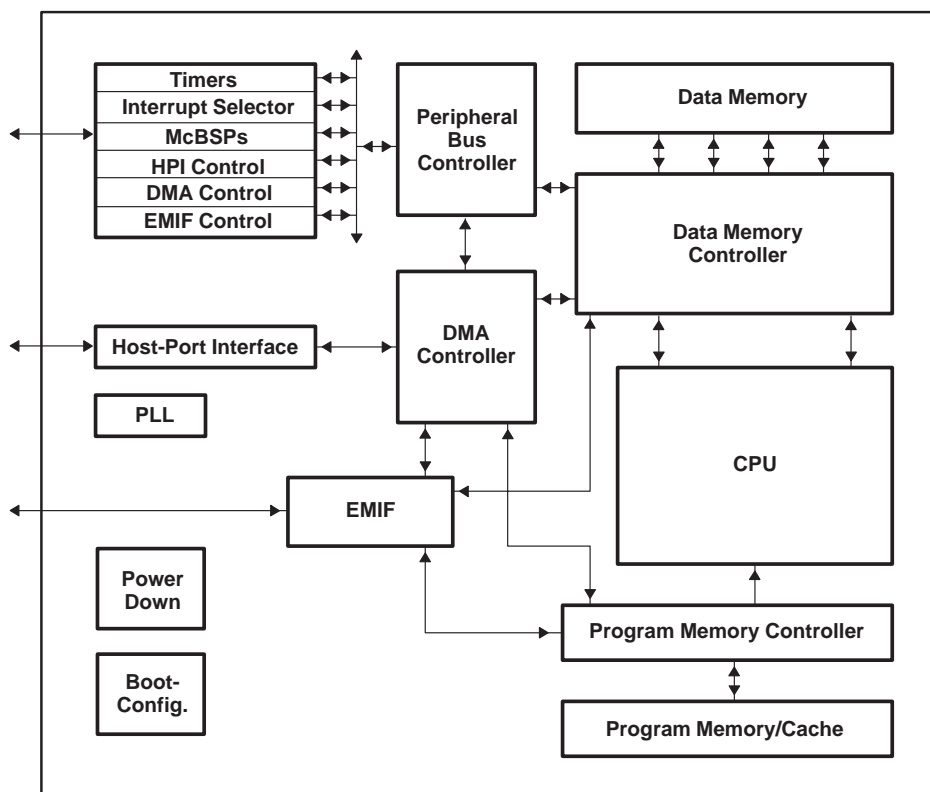 Timers
Interrupt Selector
McBSPs
HPI Control
DMA Control
EMIF Control
Peripheral
Bus
Controller
Data Memory
Data Memory
Controller
Host-Port Interface
DMA
Controller
PLL
CPU
EMIF
Power
Down
Program Memory Controller
Boot-
Config.
Program Memory/Cache